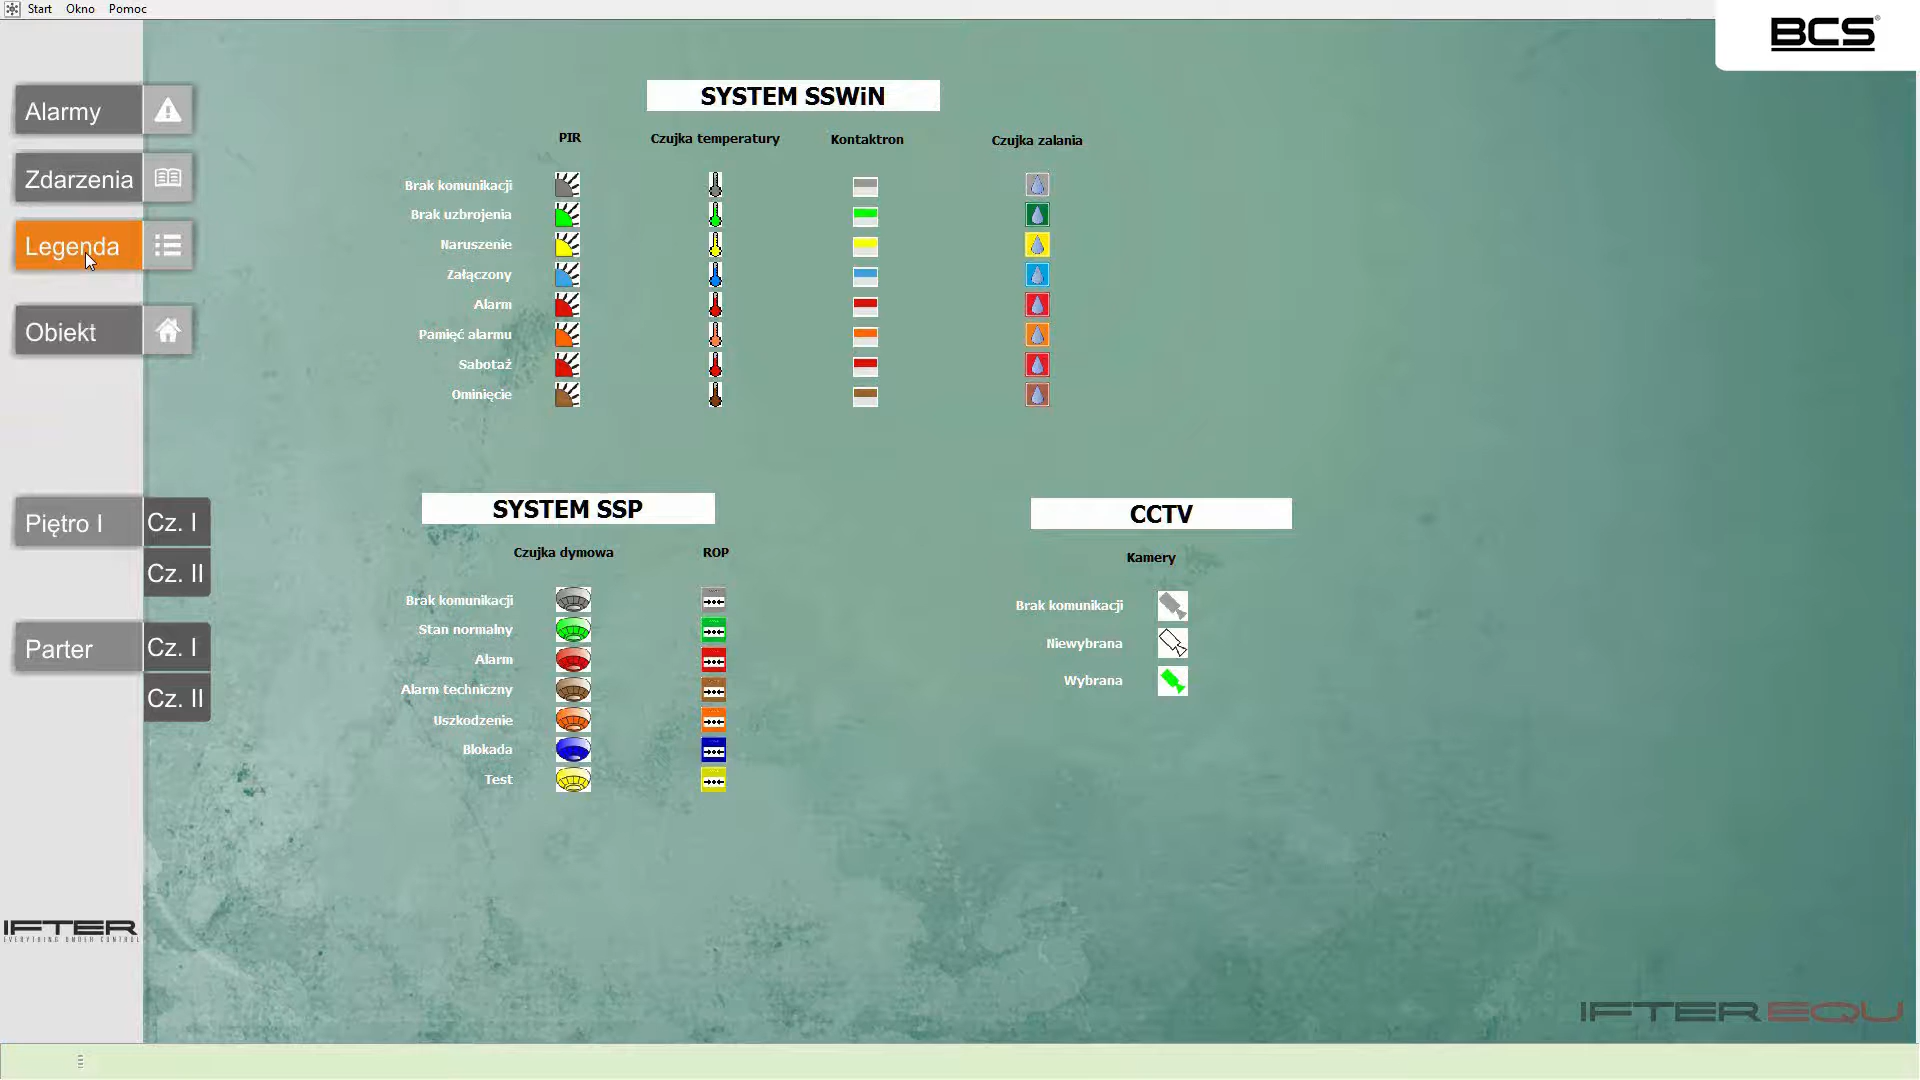 Start Okno Pomoc
BCS®
Alarmy
Zdarzenia
Legenda
Obiekt
Piętro I Cz. I
Cz. II
Parter Cz. I
Cz. II
IFTER
EVERYTHING UNDER CONTROL
SYSTEM SSWiN
PIR Czujka temperatury Kontaktron Czujka zalania
Brak komunikacji
Brak uzbrojenia
Naruszenie
Załączony
Alarm
Pamięć alarmu
Sabotaż
Ominięcie
SYSTEM SSP
Czujka dymowa ROP
Brak komunikacji
Stan normalny
Alarm
Alarm techniczny
Uszkodzenie
Blokada
Test
CCTV
Kamery
Brak komunikacji
Niewybrana
Wybrana
IFTER EQU